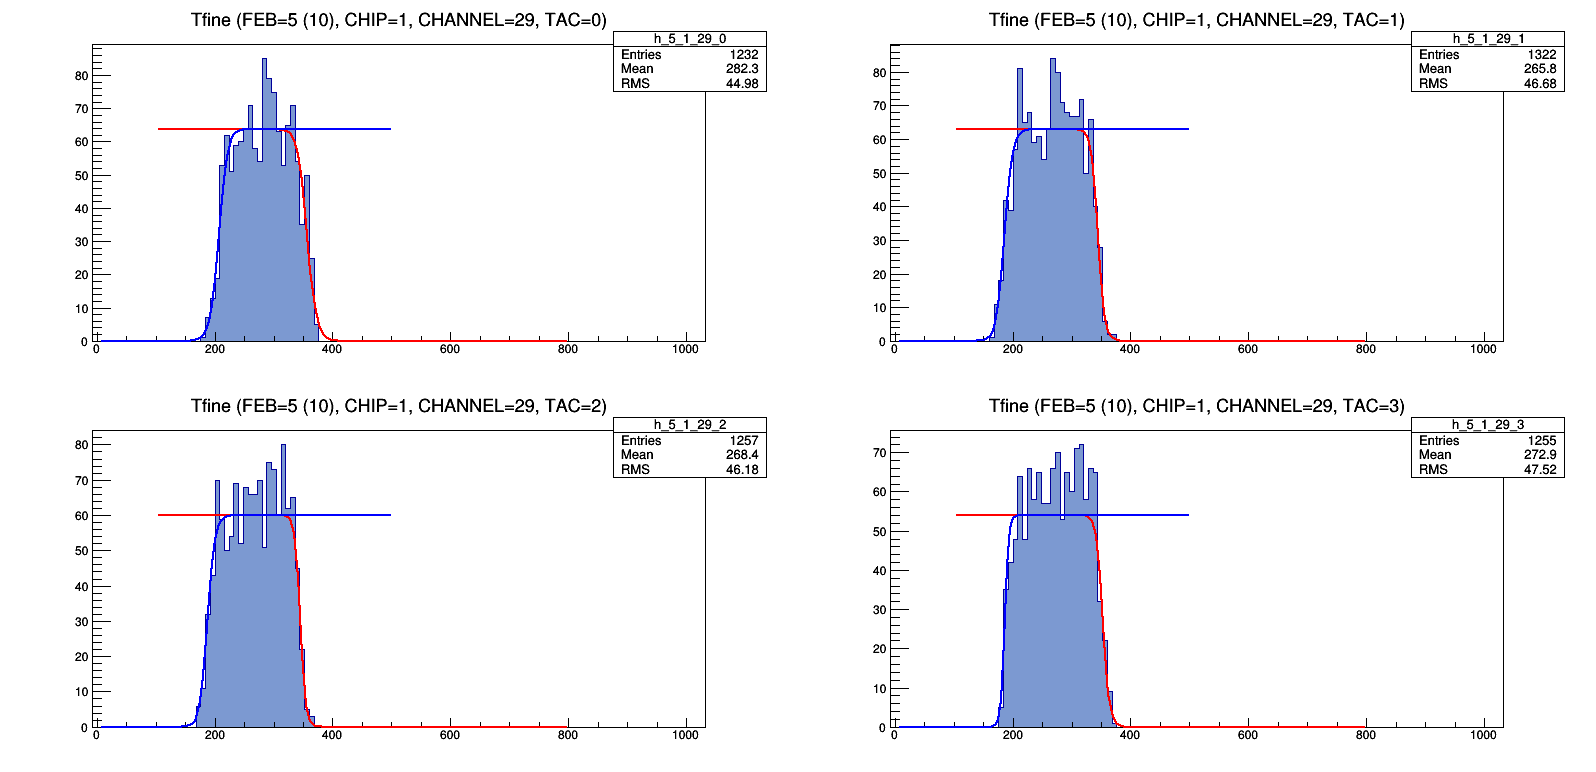 Tfine (FEB=5 (10), CHIP=1, CHANNEL=29, TAC=0)
h_5_1_29_0
Entries 1232
Mean 282.3
RMS 44.98
80
70
60
50
40
30
20
10
0
0 200 400 600 800 1000
Tfine (FEB=5 (10), CHIP=1, CHANNEL=29, TAC=1)
h_5_1_29_1
Entries 1322
Mean 265.8
RMS 46.68
80
70
60
50
40
30
20
10
0
0 200 400 600 800 1000
Tfine (FEB=5 (10), CHIP=1, CHANNEL=29, TAC=2)
h_5_1_29_2
Entries 1257
Mean 268.4
RMS 46.18
80
70
60
50
40
30
20
10
0
0 200 400 600 800 1000
Tfine (FEB=5 (10), CHIP=1, CHANNEL=29, TAC=3)
h_5_1_29_3
Entries 1255
Mean 272.9
RMS 47.52
70
60
50
40
30
20
10
0
0 200 400 600 800 1000